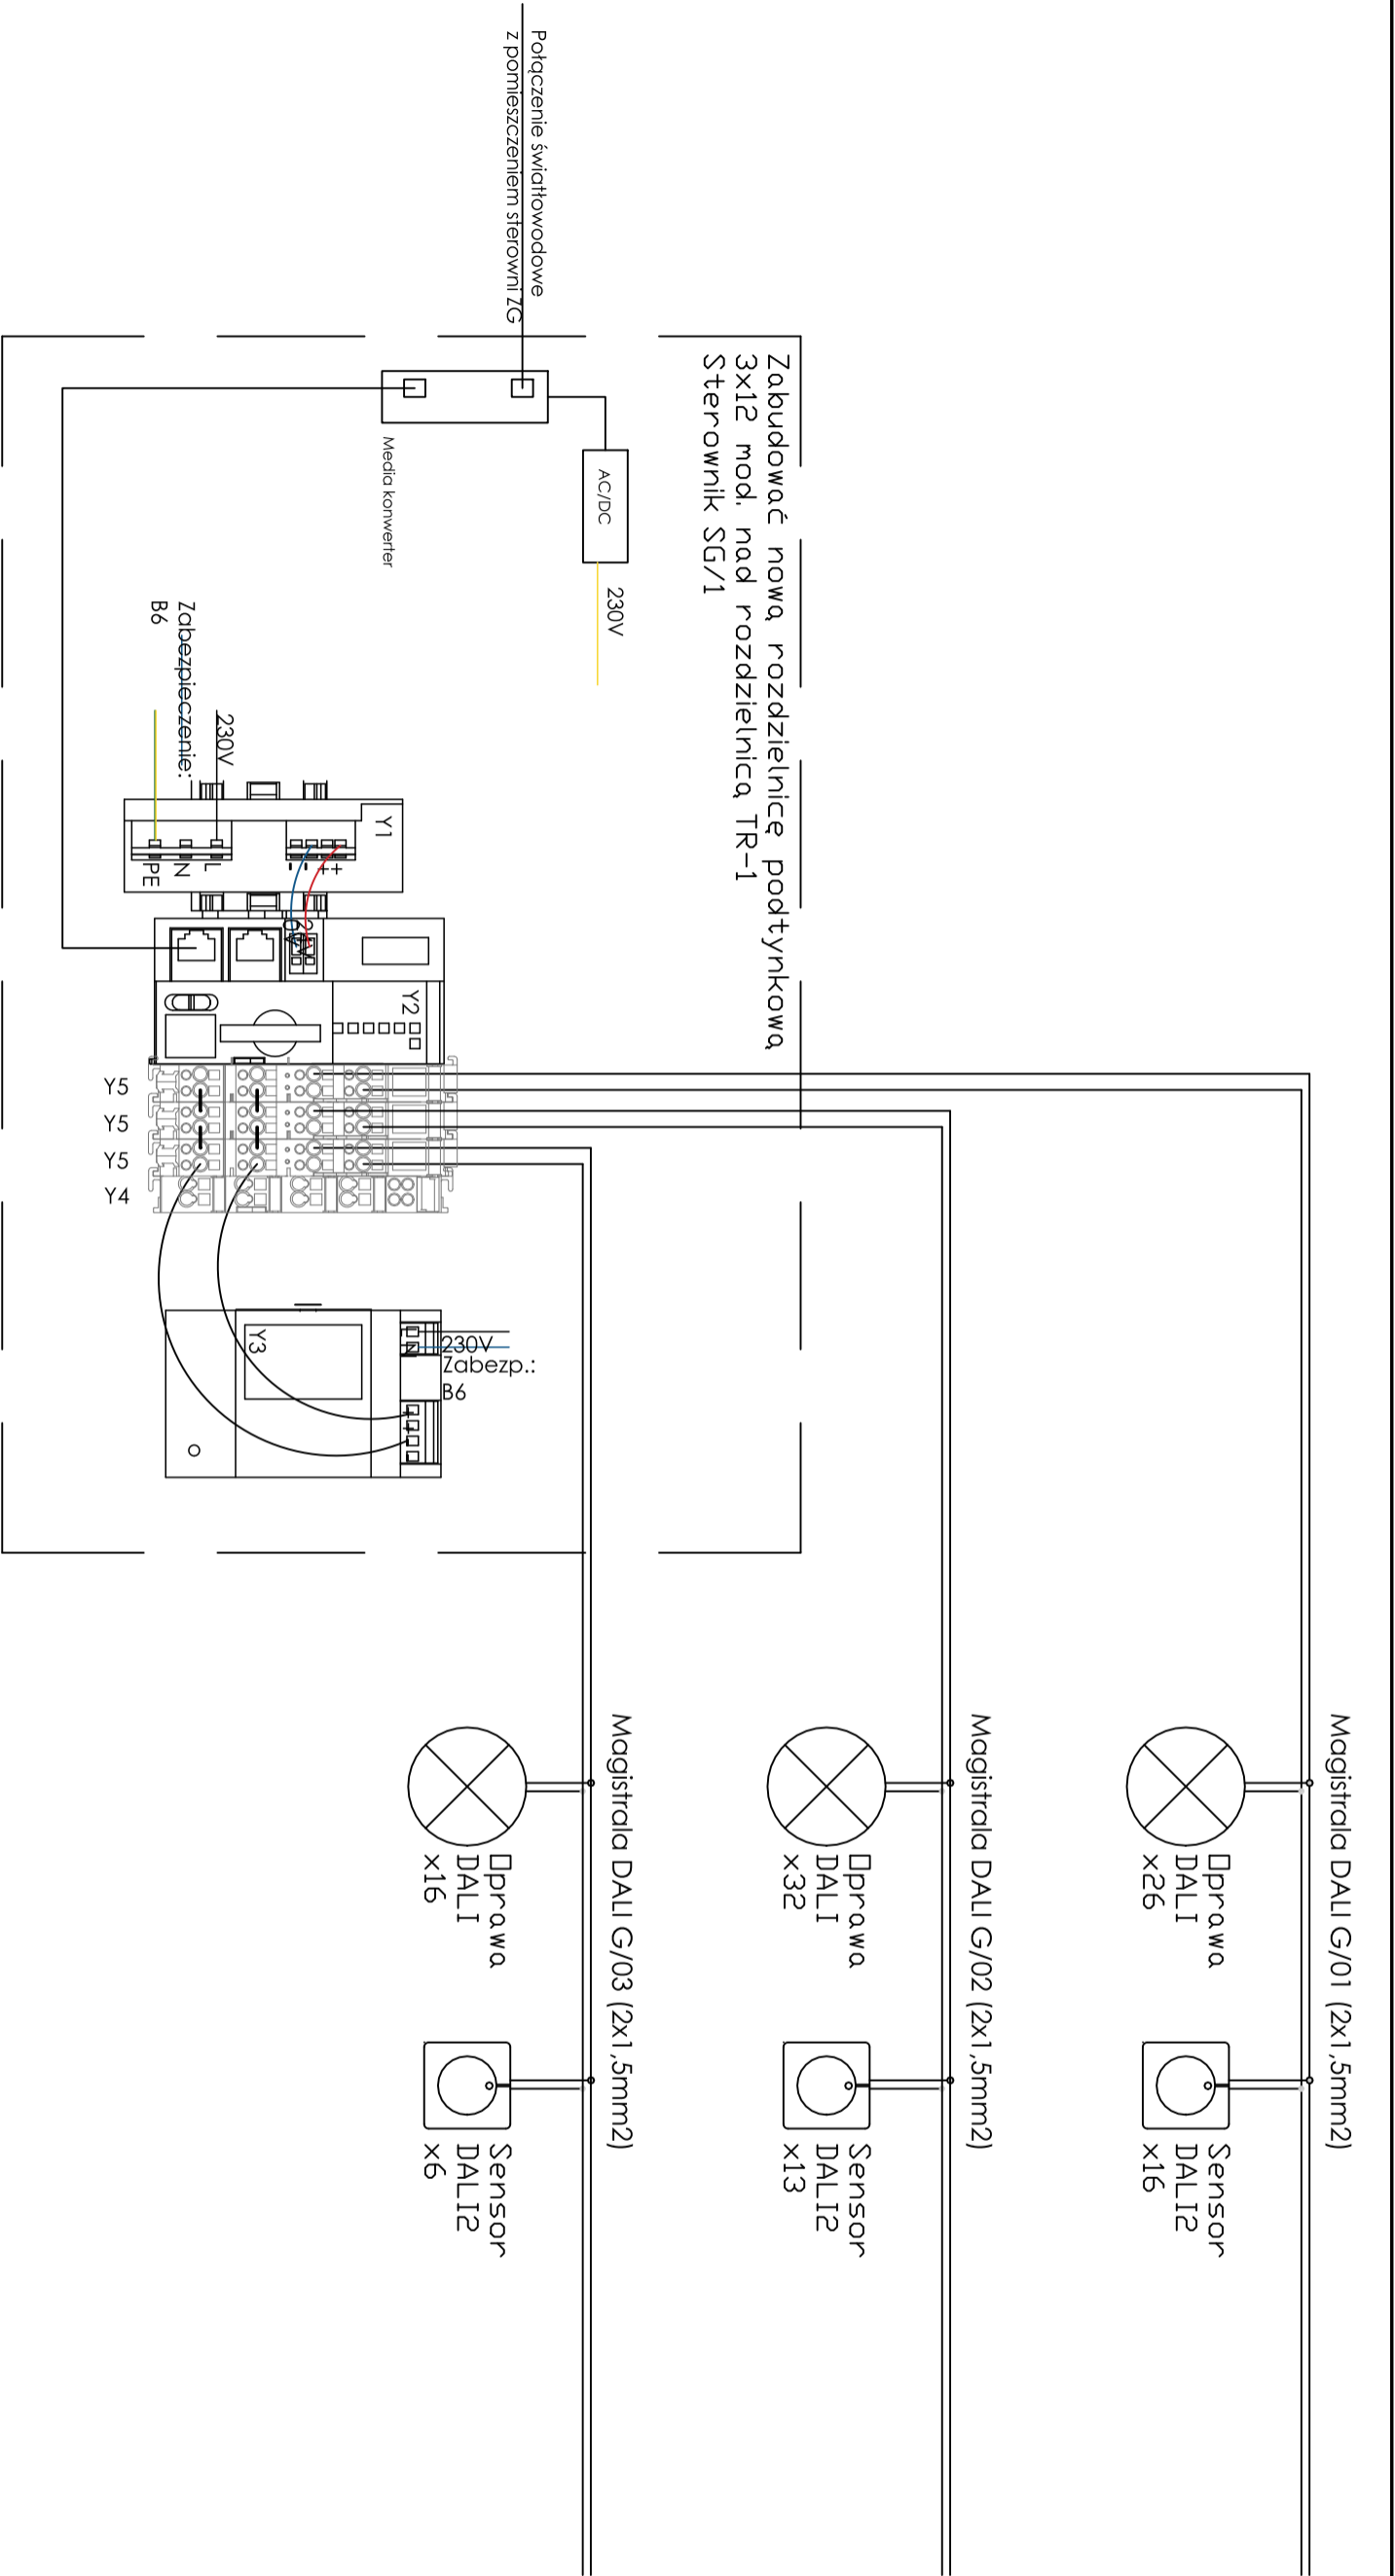 Magistrala DALI G/01 (2x1,5mm2)
Oprawa
DALI
x26
Sensor
DALI2
x16
Magistrala DALI G/02 (2x1,5mm2)
Oprawa
DALI
x32
Sensor
DALI2
x13
Magistrala DALI G/03 (2x1,5mm2)
Oprawa
DALI
x16
Sensor
DALI2
x6
Zabudować nową rozdzielnicę podtynkową
3x12 mod. nad rozdzielnicą TR-1
Sterownik SG/1
Połączenie światłowodowe
z pomieszczeniem sterowni ZG
AC/DC
230V
Media konwerter
230V
Zabezpieczenie:
B6
Y1
+
+
-
-
L
N
PE
Y2
Y5
Y5
Y5
Y4
Y3
N
230V
Zabezp.:
B6